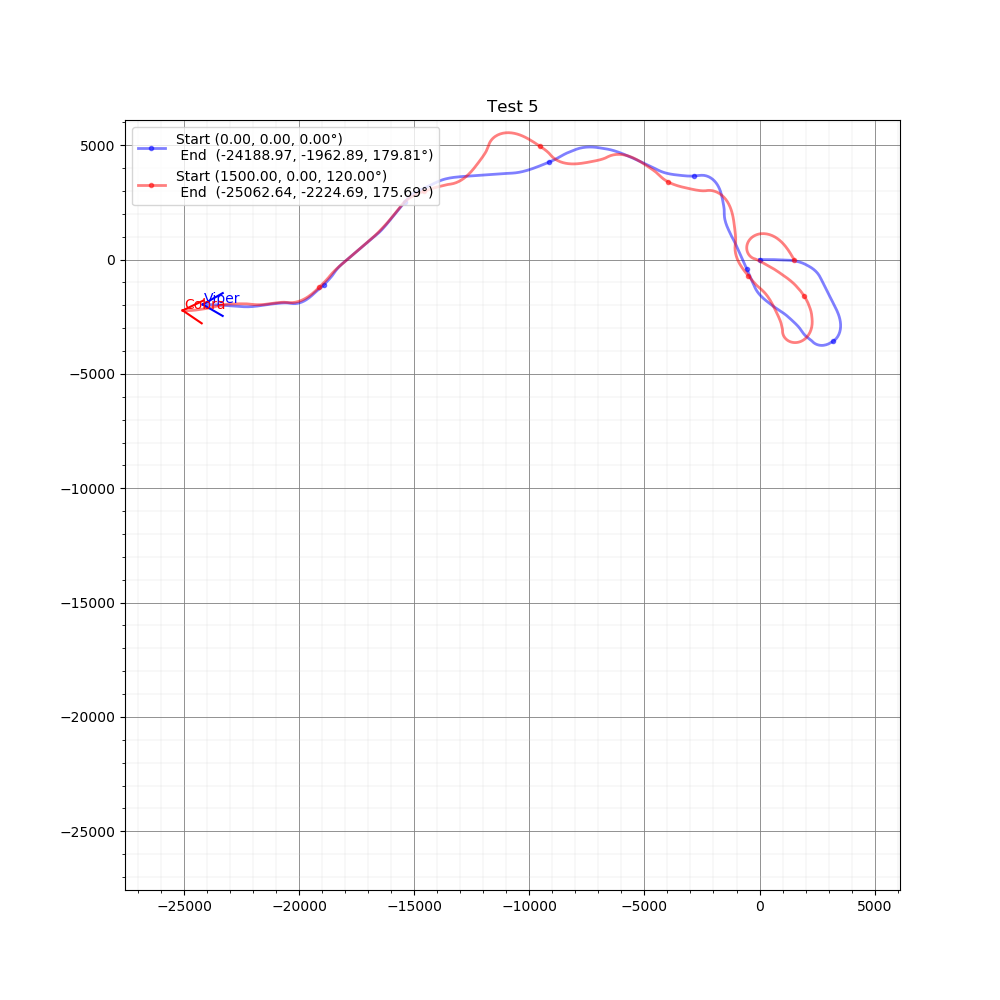 Test 5
Start (0.00, 0.00, 0.00°)
End  (-24188.97, -1962.89, 179.81°)
Start (1500.00, 0.00, 120.00°)
End  (-25062.64, -2224.69, 175.69°)
5000
0
−5000
−10000
−15000
−20000
−25000
Viper
Cobra
−25000 −20000 −15000 −10000 −5000 0 5000